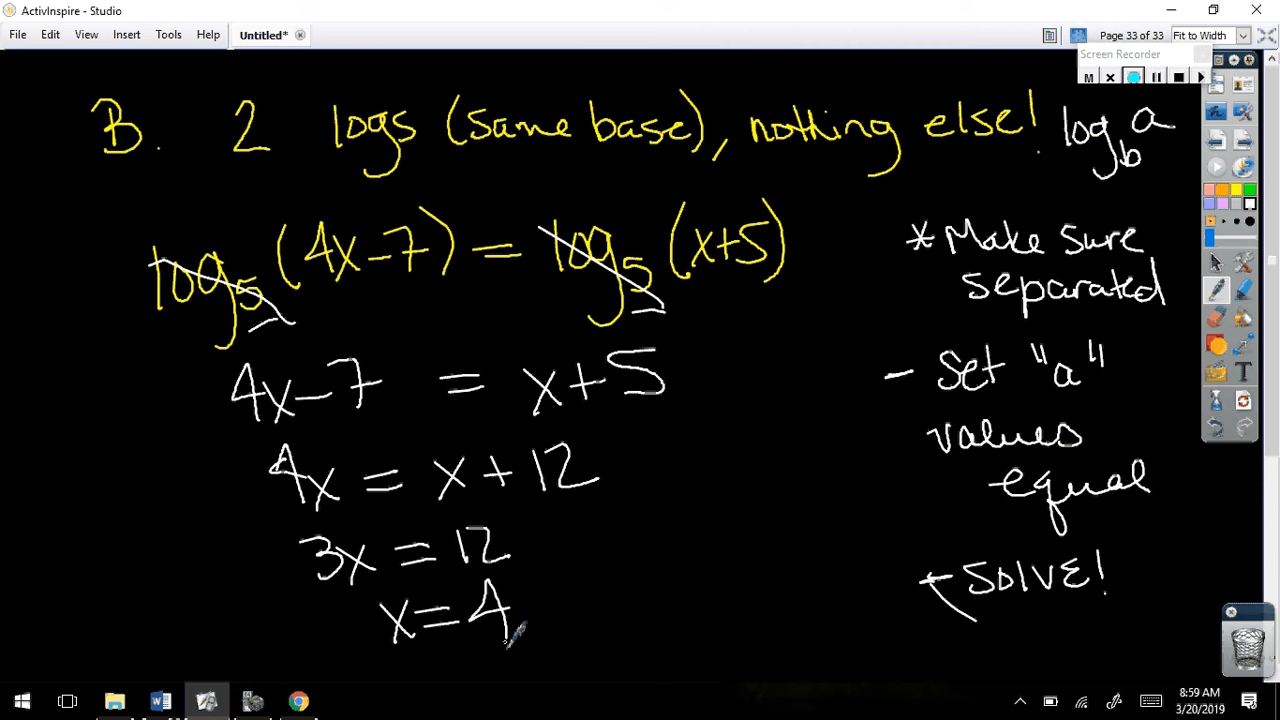 ActivInspire - Studio
File Edit View Insert Tools Help Untitled* Page 33 of 33 Fit to Width
Screen Recorder
M
B. 2 logs (same base), nothing else! log_b a
log_5 (4x-7) = log_5 (x+5)
* Make sure
separated
4x-7 = x+5
- Set "a"
values
equal
4x = x+12
3x = 12
- SOLVE!
x = 4
T
8:59 AM
3/20/2019